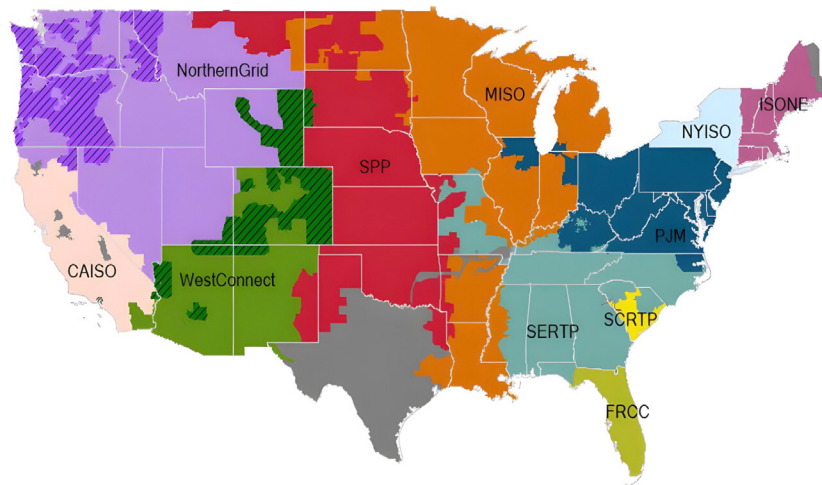 NorthernGrid
MISO
ISONE
NYISO
SPP
PJM
CAISO
WestConnect
SCRTP
SERTP
FRCC